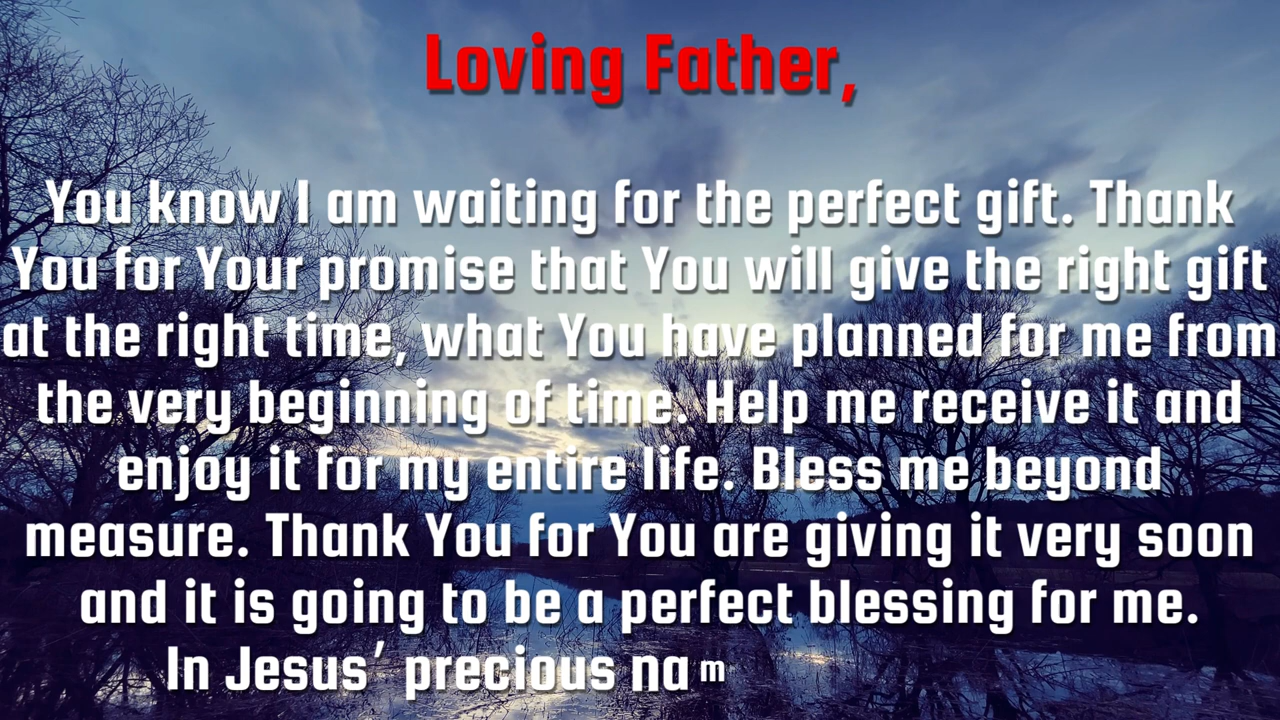 Loving Father,
You know I am waiting for the perfect gift. Thank
You for Your promise that You will give the right gift
at the right time, what You have planned for me from
the very beginning of time. Help me receive it and
enjoy it for my entire life. Bless me beyond
measure. Thank You for You are giving it very soon
and it is going to be a perfect blessing for me.
In Jesus’ precious nam